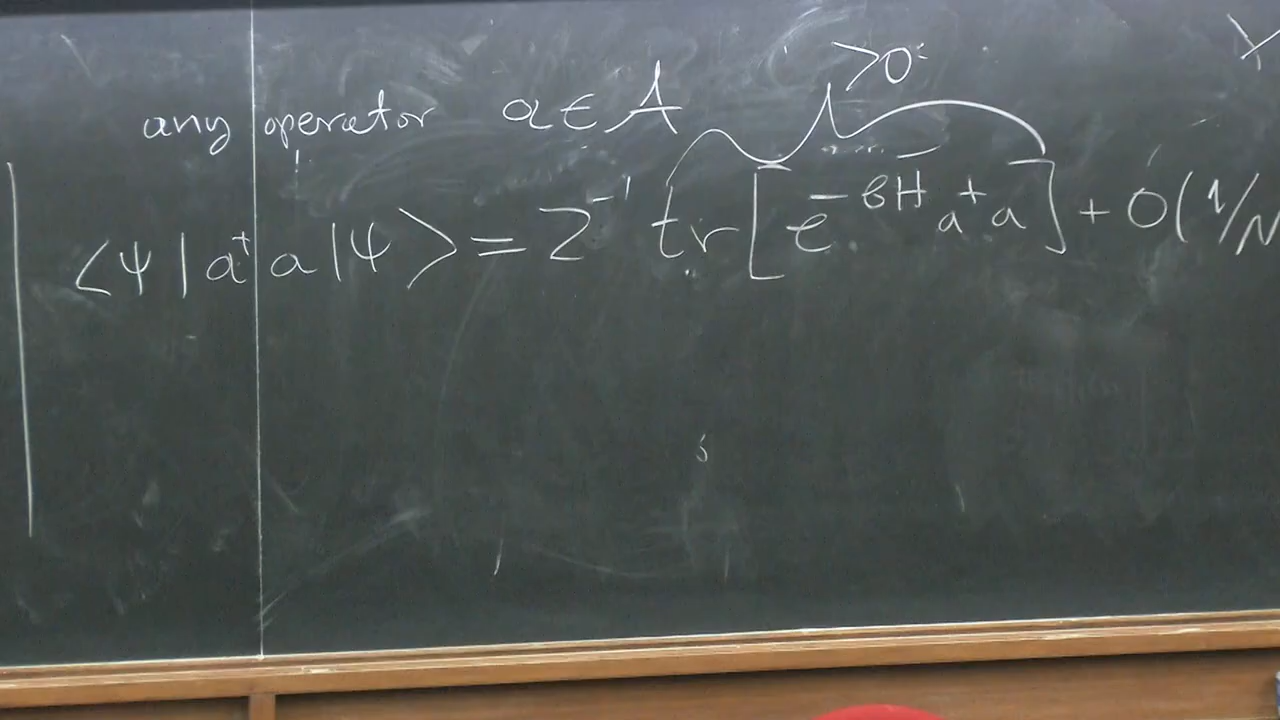 >0
any operator a ∈ A
⟨ψ|a†a|ψ⟩ = Z⁻¹ tr[e^{-βH} a†a] + O(1/N